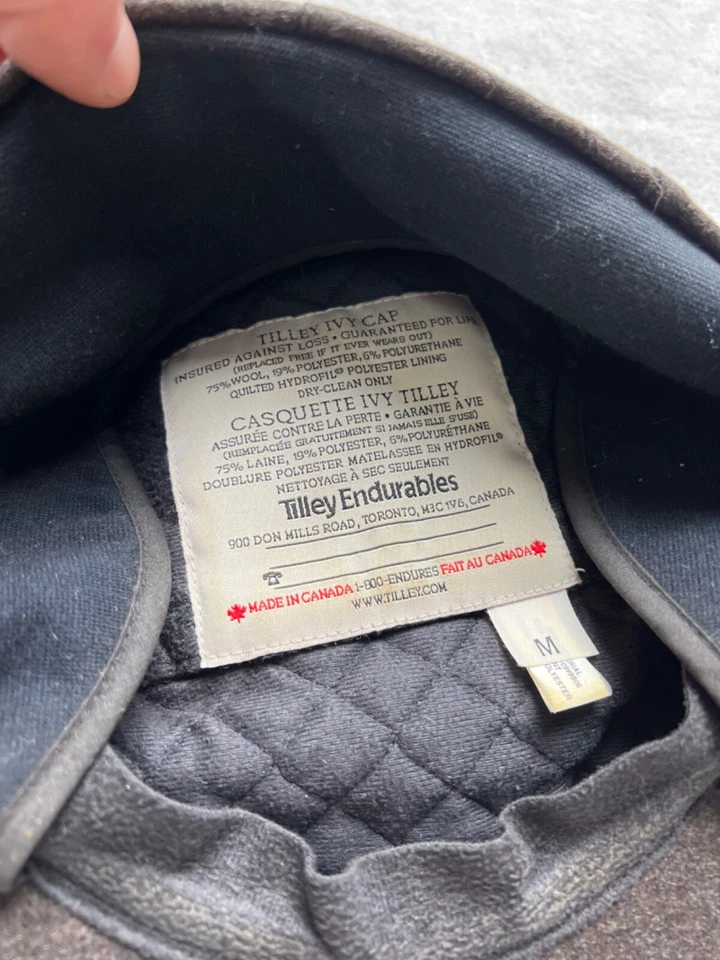 TILLEY IVY CAP
INSURED AGAINST LOSS • GUARANTEED FOR LIFE
(REPLACED FREE IF IT EVER WEARS OUT)
75% WOOL, 19% POLYESTER, 6% POLYURETHANE
QUILTED HYDROFIL® POLYESTER LINING
DRY-CLEAN ONLY
CASQUETTE IVY TILLEY
ASSURÉE CONTRE LA PERTE • GARANTIE À VIE
(REMPLACÉE GRATUITEMENT SI JAMAIS ELLE S'USE)
75% LAINE, 19% POLYESTER, 6% POLYURÉTHANE
DOUBLURE POLYESTER MATELASSEE EN HYDROFIL®
NETTOYAGE À SEC SEULEMENT
Tilley Endurables
900 DON MILLS ROAD, TORONTO, M3C 1V6, CANADA
MADE IN CANADA 1-800-ENDURES FAIT AU CANADA
WWW.TILLEY.COM
M